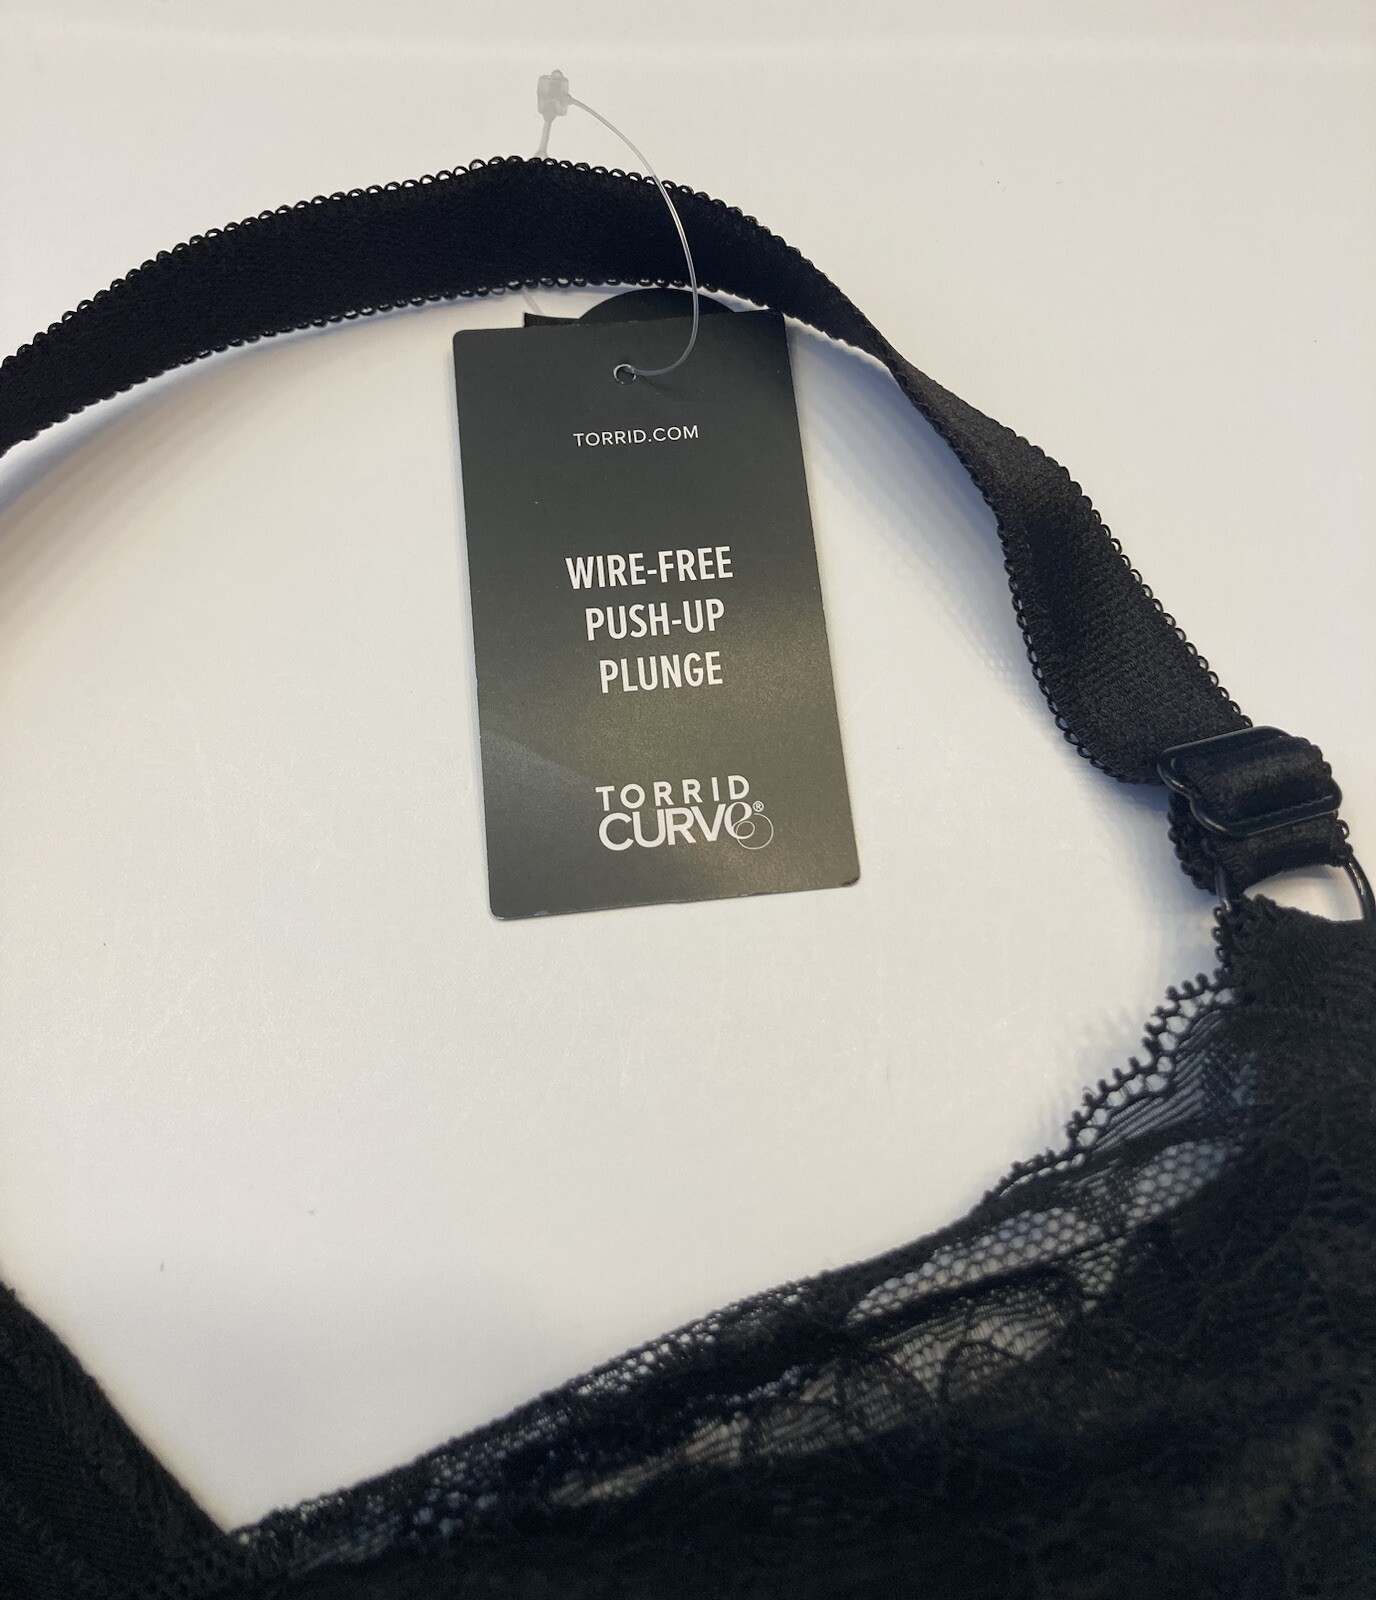 TORRID.COM
WIRE-FREE
PUSH-UP
PLUNGE
TORRID
CURVE®